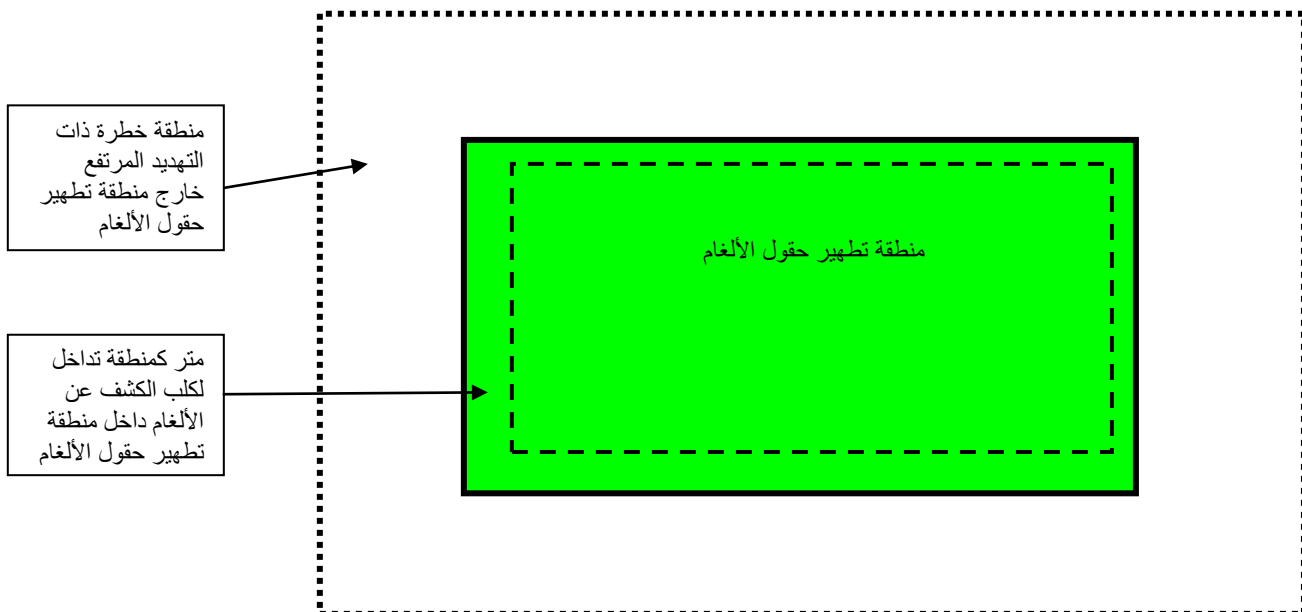 منطقة خطرة ذات
التهديد المرتفع
خارج منطقة تطهير
حقول الألغام
منطقة تطهير حقول الألغام
متر كمنطقة تداخل
لكلب الكشف عن
الألغام داخل منطقة
تطهير حقول الألغام